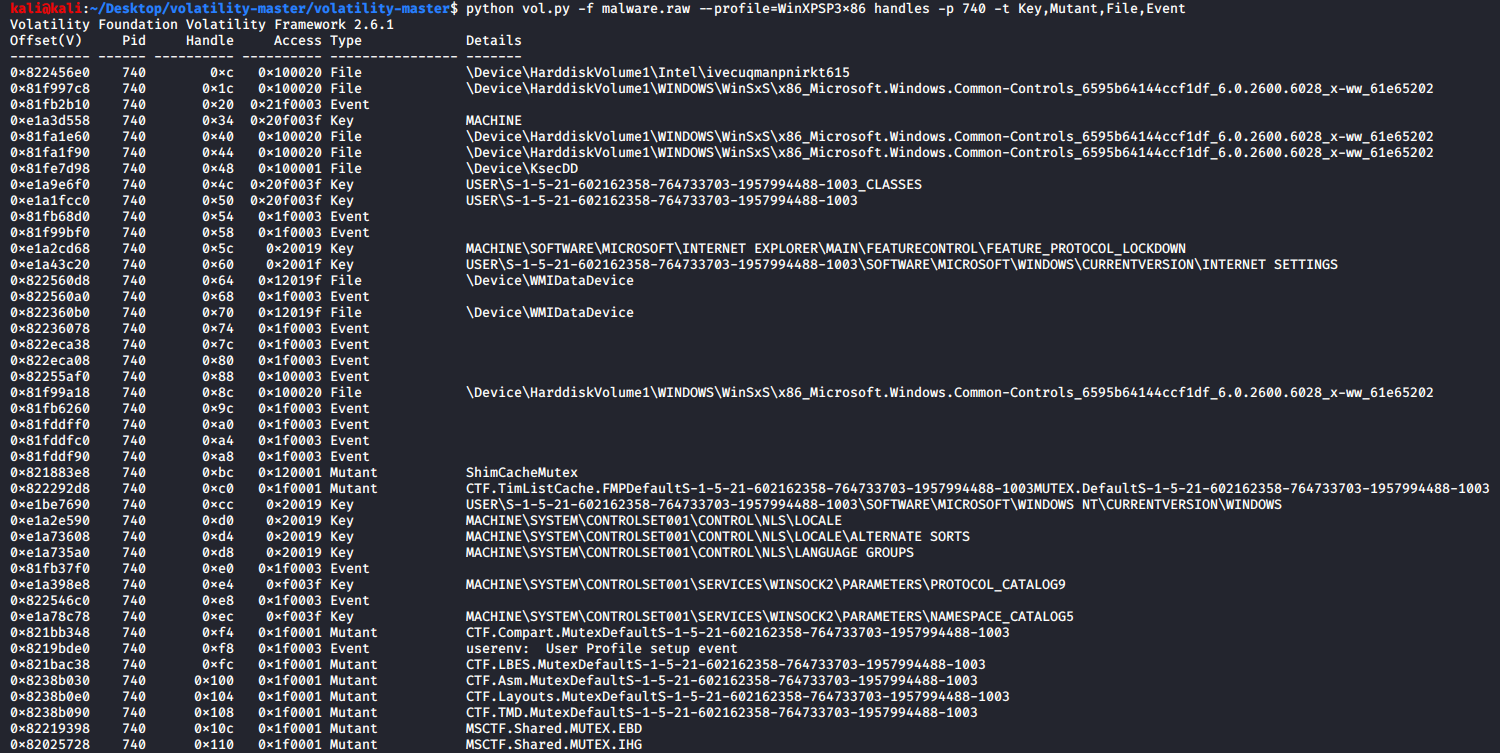 kali@kali:~/Desktop/volatility-master/volatility-master$ python vol.py -f malware.raw --profile=WinXPSP3×86 handles -p 740 -t Key,Mutant,File,Event
Volatility Foundation Volatility Framework 2.6.1
Offset(V) Pid Handle Access Type Details
---------- ------ ---------- ---------- ---------------- -------
0×822456e0 740 0×c 0×100020 File \Device\HarddiskVolume1\Intel\ivecuqmanpnirkt615
0×81f997c8 740 0×1c 0×100020 File \Device\HarddiskVolume1\WINDOWS\WinSxS\x86_Microsoft.Windows.Common-Controls_6595b64144ccf1df_6.0.2600.6028_x-ww_61e65202
0×81fb2b10 740 0×20 0×21f0003 Event
0×e1a3d558 740 0×34 0×20f003f Key MACHINE
0×81fa1e60 740 0×40 0×100020 File \Device\HarddiskVolume1\WINDOWS\WinSxS\x86_Microsoft.Windows.Common-Controls_6595b64144ccf1df_6.0.2600.6028_x-ww_61e65202
0×81fa1f90 740 0×44 0×100020 File \Device\HarddiskVolume1\WINDOWS\WinSxS\x86_Microsoft.Windows.Common-Controls_6595b64144ccf1df_6.0.2600.6028_x-ww_61e65202
0×81fe7d98 740 0×48 0×100001 File \Device\KsecDD
0×e1a9e6f0 740 0×4c 0×20f003f Key USER\S-1-5-21-602162358-764733703-1957994488-1003_CLASSES
0×e1a1fcc0 740 0×50 0×20f003f Key USER\S-1-5-21-602162358-764733703-1957994488-1003
0×81fb68d0 740 0×54 0×1f0003 Event
0×81f99bf0 740 0×58 0×1f0003 Event
0×e1a2cd68 740 0×5c 0×20019 Key MACHINE\SOFTWARE\MICROSOFT\INTERNET EXPLORER\MAIN\FEATURECONTROL\FEATURE_PROTOCOL_LOCKDOWN
0×e1a43c20 740 0×60 0×2001f Key USER\S-1-5-21-602162358-764733703-1957994488-1003\SOFTWARE\MICROSOFT\WINDOWS\CURRENTVERSION\INTERNET SETTINGS
0×822560d8 740 0×64 0×12019f File \Device\WMIDataDevice
0×822560a0 740 0×68 0×1f0003 Event
0×822360b0 740 0×70 0×12019f File \Device\WMIDataDevice
0×82236078 740 0×74 0×1f0003 Event
0×822eca38 740 0×7c 0×1f0003 Event
0×822eca08 740 0×80 0×1f0003 Event
0×82255af0 740 0×88 0×100003 Event
0×81f99a18 740 0×8c 0×100020 File \Device\HarddiskVolume1\WINDOWS\WinSxS\x86_Microsoft.Windows.Common-Controls_6595b64144ccf1df_6.0.2600.6028_x-ww_61e65202
0×81fb6260 740 0×9c 0×1f0003 Event
0×81fddff0 740 0×a0 0×1f0003 Event
0×81fddfc0 740 0×a4 0×1f0003 Event
0×81fddf90 740 0×a8 0×1f0003 Event
0×821883e8 740 0×bc 0×120001 Mutant ShimCacheMutex
0×822292d8 740 0×c0 0×1f0001 Mutant CTF.TimListCache.FMPDefaultS-1-5-21-602162358-764733703-1957994488-1003MUTEX.DefaultS-1-5-21-602162358-764733703-1957994488-1003
0×e1be7690 740 0×cc 0×20019 Key USER\S-1-5-21-602162358-764733703-1957994488-1003\SOFTWARE\MICROSOFT\WINDOWS NT\CURRENTVERSION\WINDOWS
0×e1a2e590 740 0×d0 0×20019 Key MACHINE\SYSTEM\CONTROLSET001\CONTROL\NLS\LOCALE
0×e1a73608 740 0×d4 0×20019 Key MACHINE\SYSTEM\CONTROLSET001\CONTROL\NLS\LOCALE\ALTERNATE SORTS
0×e1a735a0 740 0×d8 0×20019 Key MACHINE\SYSTEM\CONTROLSET001\CONTROL\NLS\LANGUAGE GROUPS
0×81fb37f0 740 0×e0 0×1f0003 Event
0×e1a398e8 740 0×e4 0×f003f Key MACHINE\SYSTEM\CONTROLSET001\SERVICES\WINSOCK2\PARAMETERS\PROTOCOL_CATALOG9
0×822546c0 740 0×e8 0×1f0003 Event
0×e1a78c78 740 0×ec 0×f003f Key MACHINE\SYSTEM\CONTROLSET001\SERVICES\WINSOCK2\PARAMETERS\NAMESPACE_CATALOG5
0×821bb348 740 0×f4 0×1f0001 Mutant CTF.Compart.MutexDefaultS-1-5-21-602162358-764733703-1957994488-1003
0×8219bde0 740 0×f8 0×1f0003 Event userenv: User Profile setup event
0×821bac38 740 0×fc 0×1f0001 Mutant CTF.LBES.MutexDefaultS-1-5-21-602162358-764733703-1957994488-1003
0×8238b030 740 0×100 0×1f0001 Mutant CTF.Asm.MutexDefaultS-1-5-21-602162358-764733703-1957994488-1003
0×8238b0e0 740 0×104 0×1f0001 Mutant CTF.Layouts.MutexDefaultS-1-5-21-602162358-764733703-1957994488-1003
0×8238b090 740 0×108 0×1f0001 Mutant CTF.TMD.MutexDefaultS-1-5-21-602162358-764733703-1957994488-1003
0×82219398 740 0×10c 0×1f0001 Mutant MSCTF.Shared.MUTEX.EBD
0×82025728 740 0×110 0×1f0001 Mutant MSCTF.Shared.MUTEX.IHG